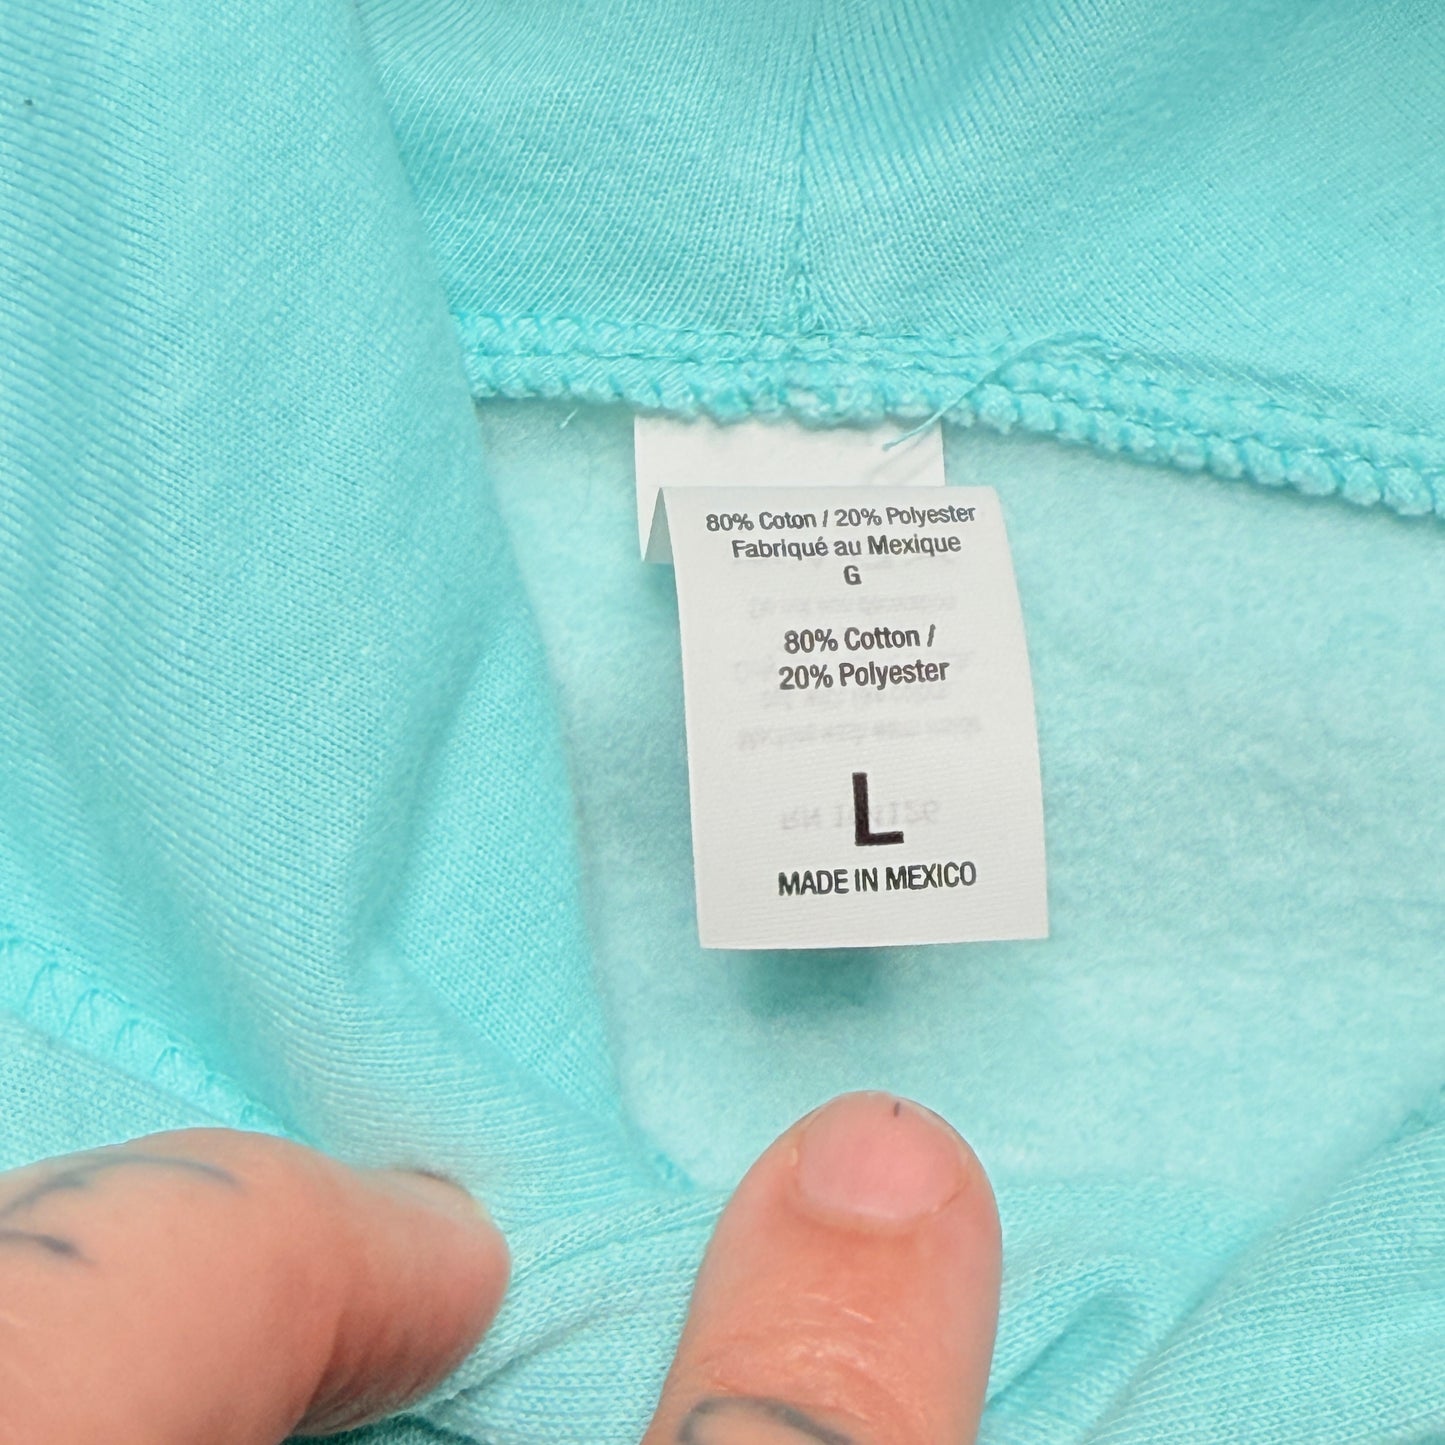 80% Coton / 20% Polyester
Fabriqué au Mexique
G
80% Cotton /
20% Polyester
L
MADE IN MEXICO